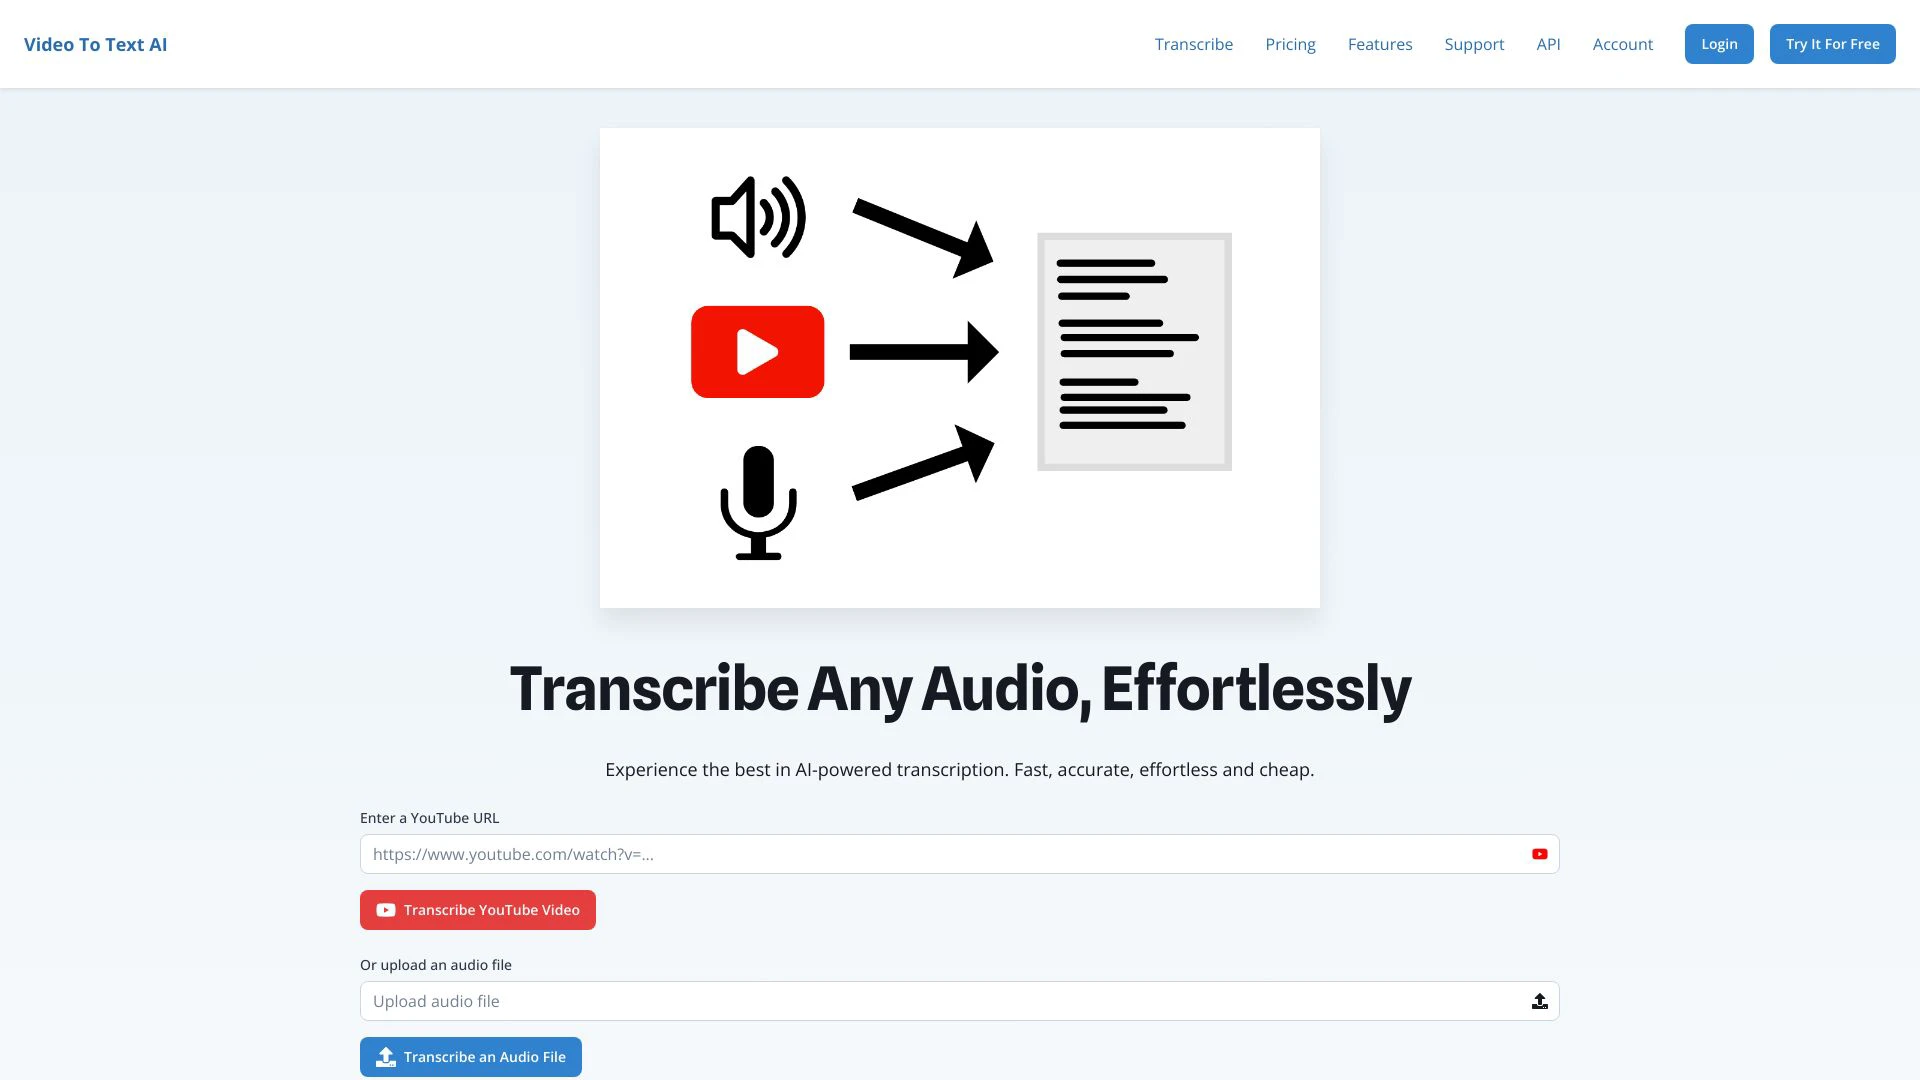 Video To Text AI
Transcribe Pricing Features Support API Account Login Try It For Free
Transcribe Any Audio, Effortlessly
Experience the best in AI-powered transcription. Fast, accurate, effortless and cheap.
Enter a YouTube URL
https://www.youtube.com/watch?v=...
Transcribe YouTube Video
Or upload an audio file
Upload audio file
Transcribe an Audio File